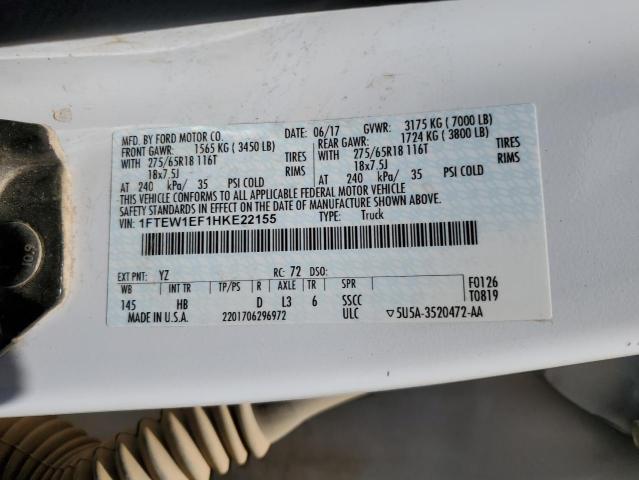 MFD. BY FORD MOTOR CO. DATE: 06/17 GVWR: 3175 KG ( 7000 LB)
FRONT GAWR: 1565 KG ( 3450 LB) REAR GAWR: 1724 KG ( 3800 LB)
WITH 275/65R18 116T TIRES WITH 275/65R18 116T TIRES
18x7.5J RIMS 18x7.5J RIMS
AT 240 kPa/ 35 PSI COLD AT 240 kPa/ 35 PSI COLD
THIS VEHICLE CONFORMS TO ALL APPLICABLE FEDERAL MOTOR VEHICLE
SAFETY STANDARDS IN EFFECT ON THE DATE OF MANUFACTURE SHOWN ABOVE.
VIN: 1FTEW1EF1HKE22155 TYPE: Truck
EXT PNT: YZ RC: 72 DSO: F0126
WB INT TR TP/PS R AXLE TR SPR T0819
145 HB D L3 6 SSCC
MADE IN U.S.A. 2201706296972 ULC ▽5U5A-3520472-AA